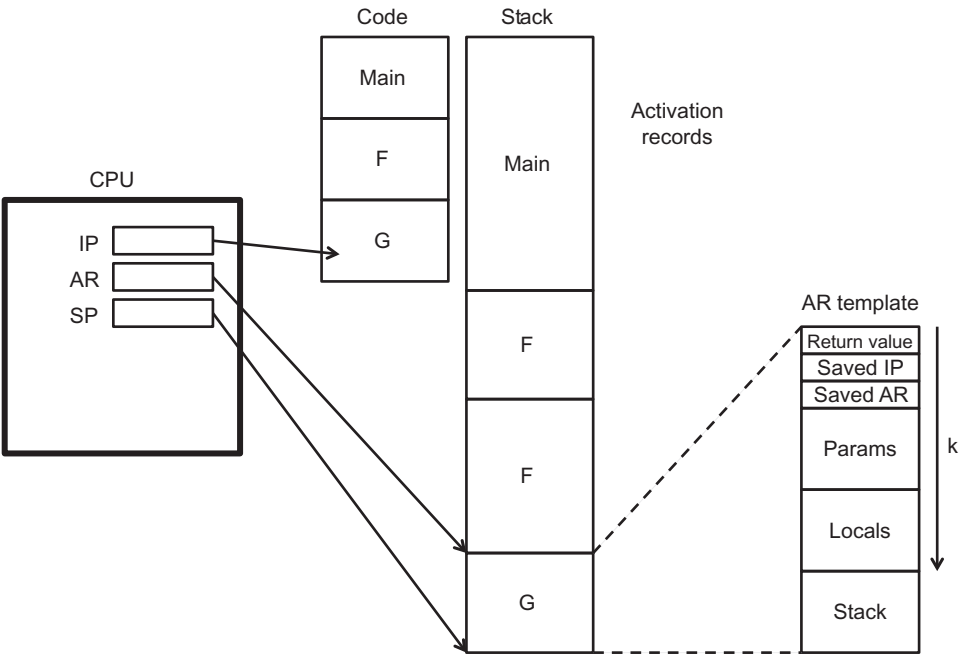 Code
Stack
Main
F
G
Main
F
F
G
Activation
records
CPU
IP
AR
SP
AR template
Return value
Saved IP
Saved AR
Params
Locals
Stack
k